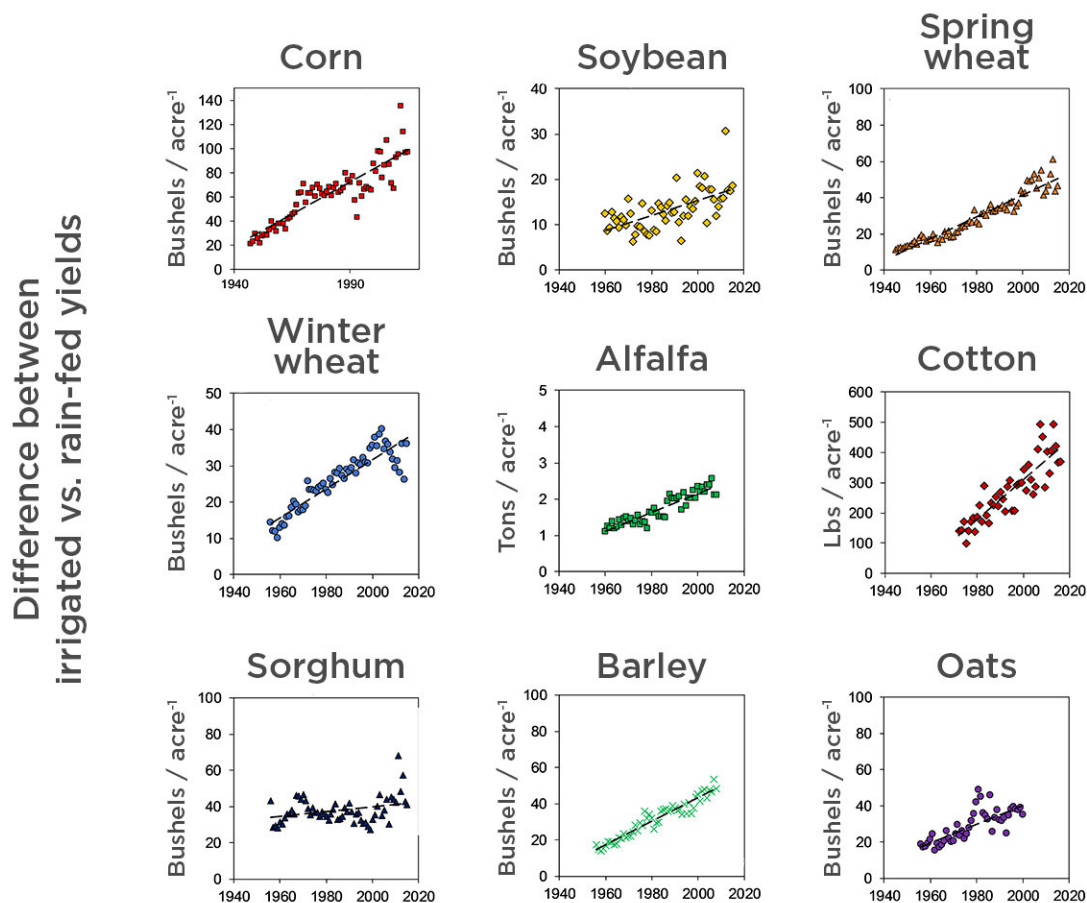 Difference between
irrigated vs. rain-fed yields
Corn
Bushels / acre⁻¹
140
120
100
80
60
40
20
0
1940 1990
Soybean
Bushels / acre⁻¹
40
30
20
10
0
1940 1960 1980 2000 2020
Spring
wheat
Bushels / acre⁻¹
100
80
60
40
20
0
1940 1960 1980 2000 2020
Winter
wheat
Bushels / acre⁻¹
50
40
30
20
10
0
1940 1960 1980 2000 2020
Alfalfa
Tons / acre⁻¹
5
4
3
2
1
0
1940 1960 1980 2000 2020
Cotton
Lbs / acre⁻¹
600
500
400
300
200
100
0
1940 1960 1980 2000 2020
Sorghum
Bushels / acre⁻¹
100
80
60
40
20
0
1940 1960 1980 2000 2020
Barley
Bushels / acre⁻¹
100
80
60
40
20
0
1940 1960 1980 2000 2020
Oats
Bushels / acre⁻¹
100
80
60
40
20
0
1940 1960 1980 2000 2020